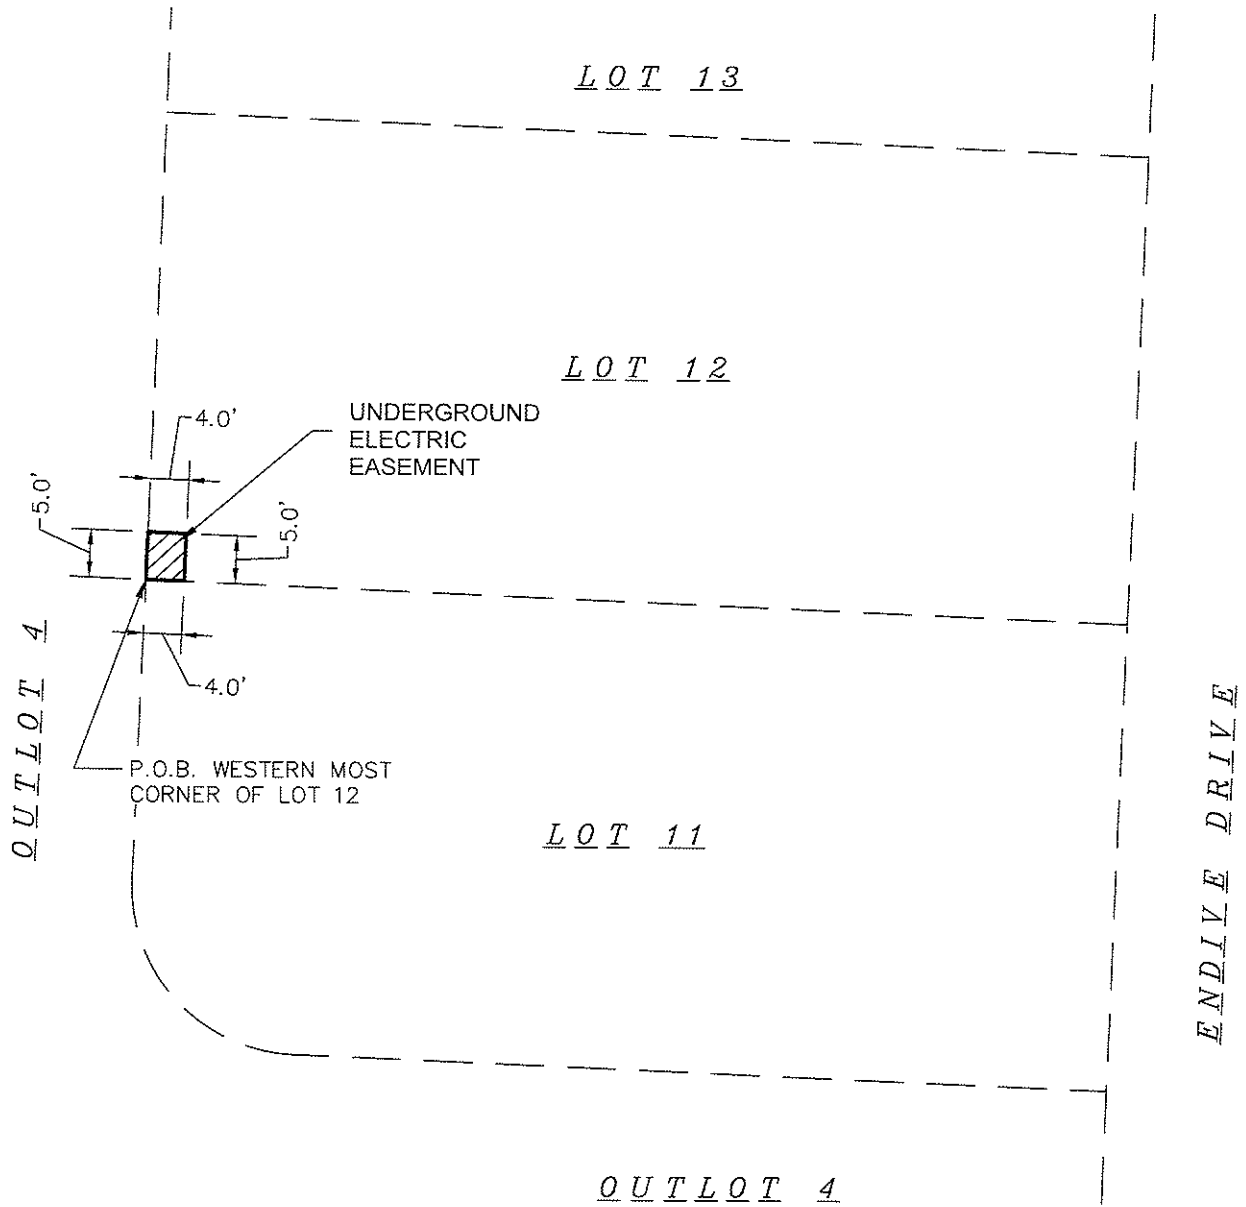 LOT 13
LOT 12
4.0'
UNDERGROUND
ELECTRIC
EASEMENT
5.0'
5.0'
4.0'
OUTLOT 4
P.O.B. WESTERN MOST
CORNER OF LOT 12
LOT 11
ENDIVE DRIVE
OUTLOT 4